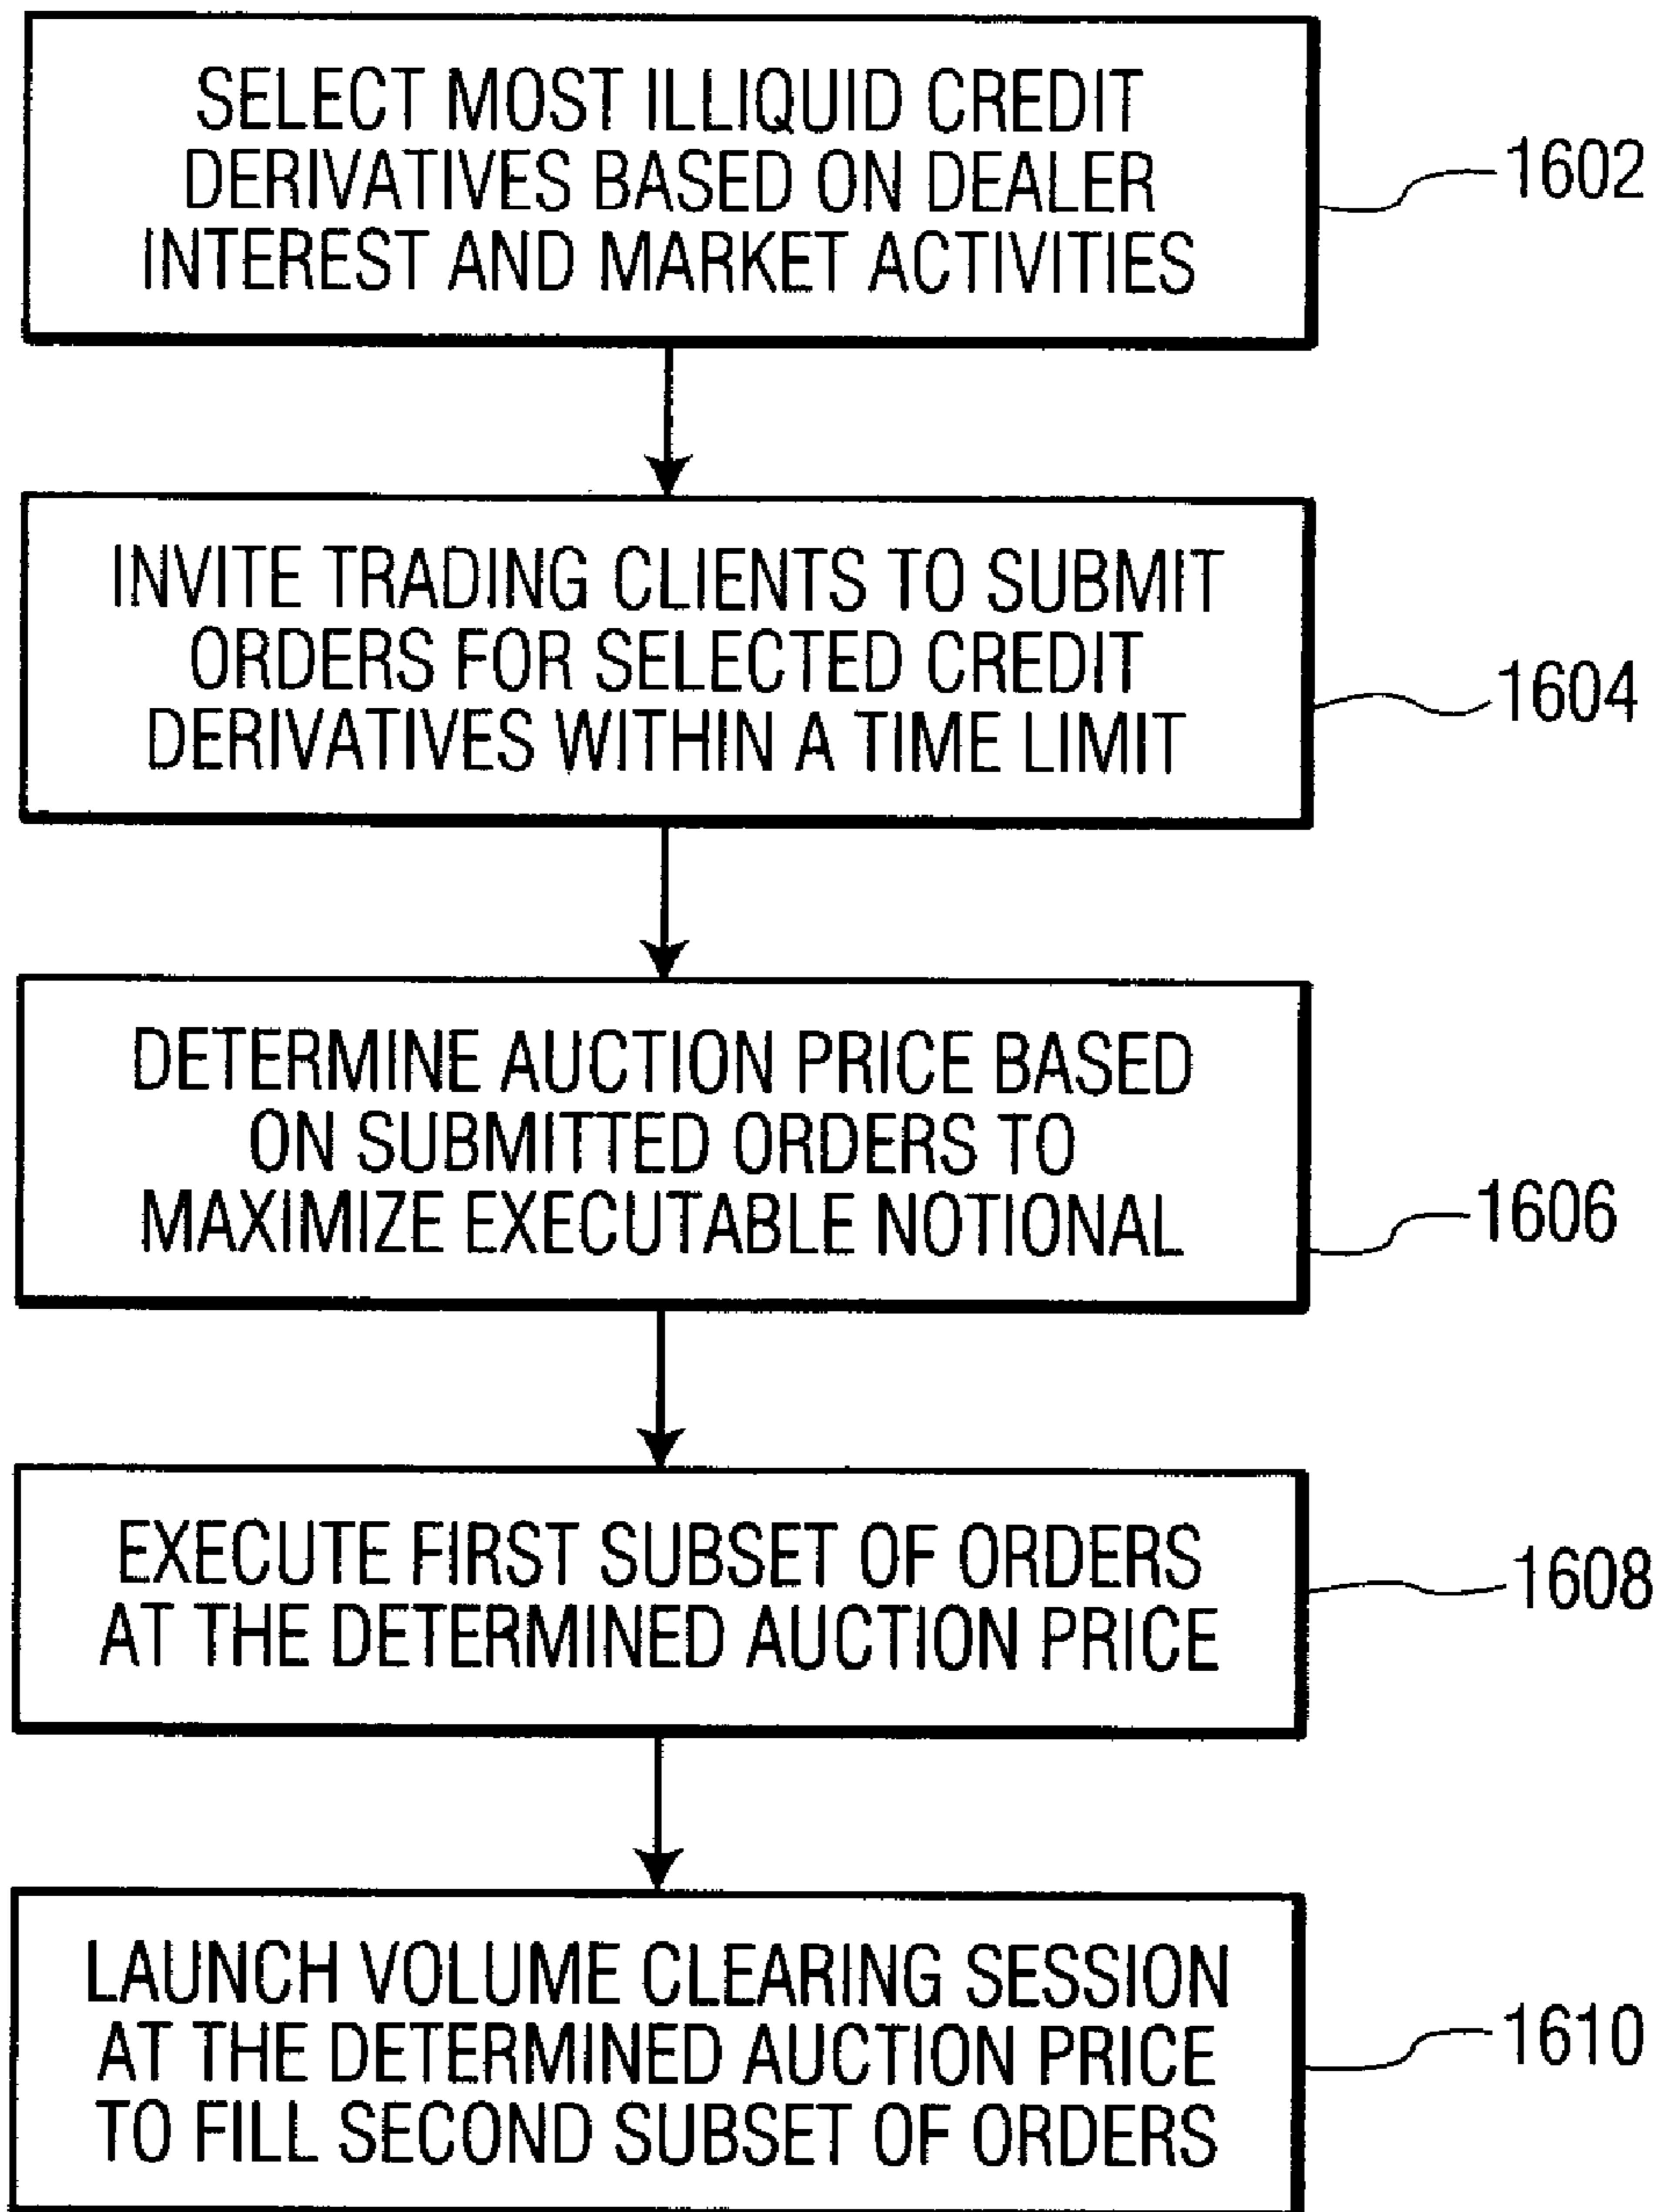 SELECT MOST ILLIQUID CREDIT
DERIVATIVES BASED ON DEALER
INTEREST AND MARKET ACTIVITIES
1602
INVITE TRADING CLIENTS TO SUBMIT
ORDERS FOR SELECTED CREDIT
DERIVATIVES WITHIN A TIME LIMIT
1604
DETERMINE AUCTION PRICE BASED
ON SUBMITTED ORDERS TO
MAXIMIZE EXECUTABLE NOTIONAL
1606
EXECUTE FIRST SUBSET OF ORDERS
AT THE DETERMINED AUCTION PRICE
1608
LAUNCH VOLUME CLEARING SESSION
AT THE DETERMINED AUCTION PRICE
TO FILL SECOND SUBSET OF ORDERS
1610